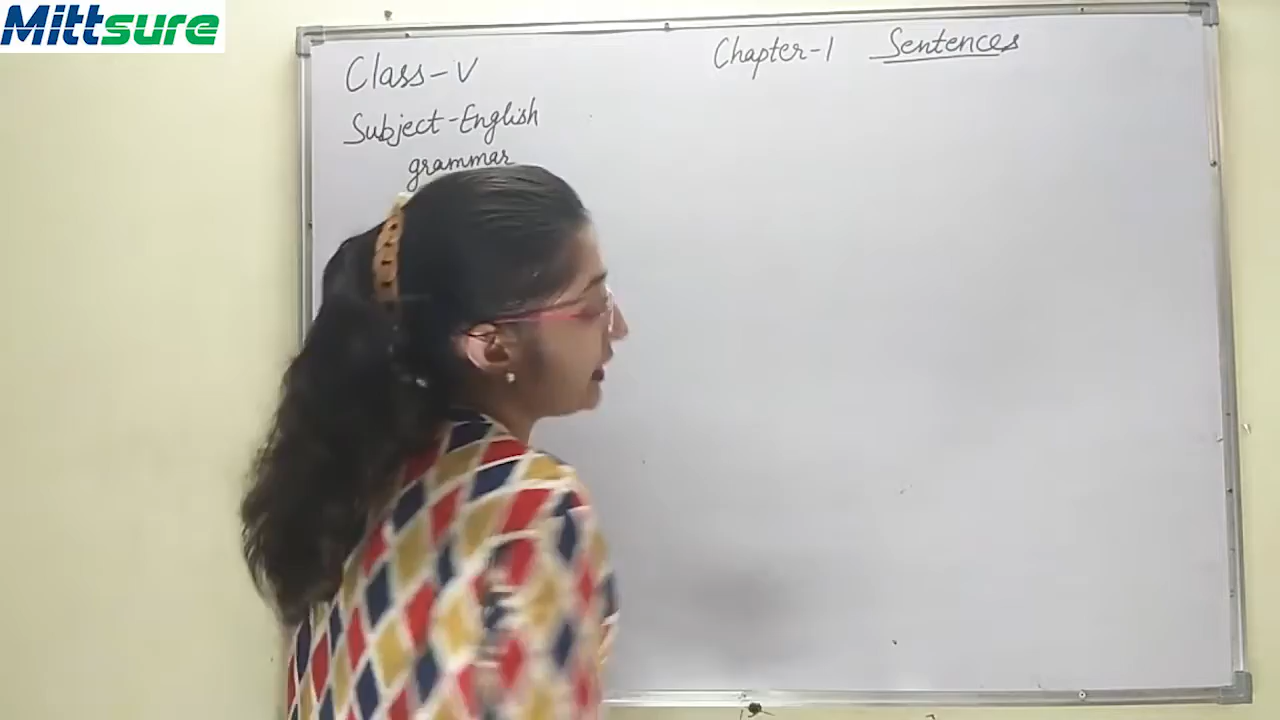 Mittsure
Class-V
Subject-English
grammar
Chapter-1 Sentences